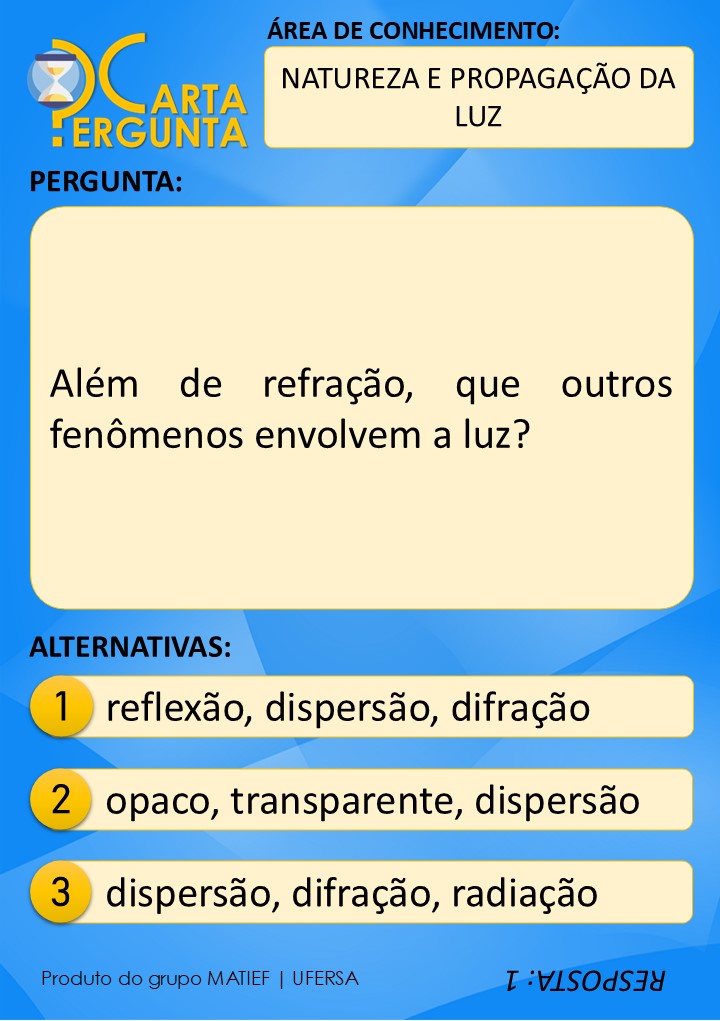 ÁREA DE CONHECIMENTO:
CARTA
PERGUNTA
NATUREZA E PROPAGAÇÃO DA
LUZ
PERGUNTA:
Além de refração, que outros
fenômenos envolvem a luz?
ALTERNATIVAS:
1 reflexão, dispersão, difração
2 opaco, transparente, dispersão
3 dispersão, difração, radiação
Produto do grupo MATIEF | UFERSA
RESPOSTA: 1